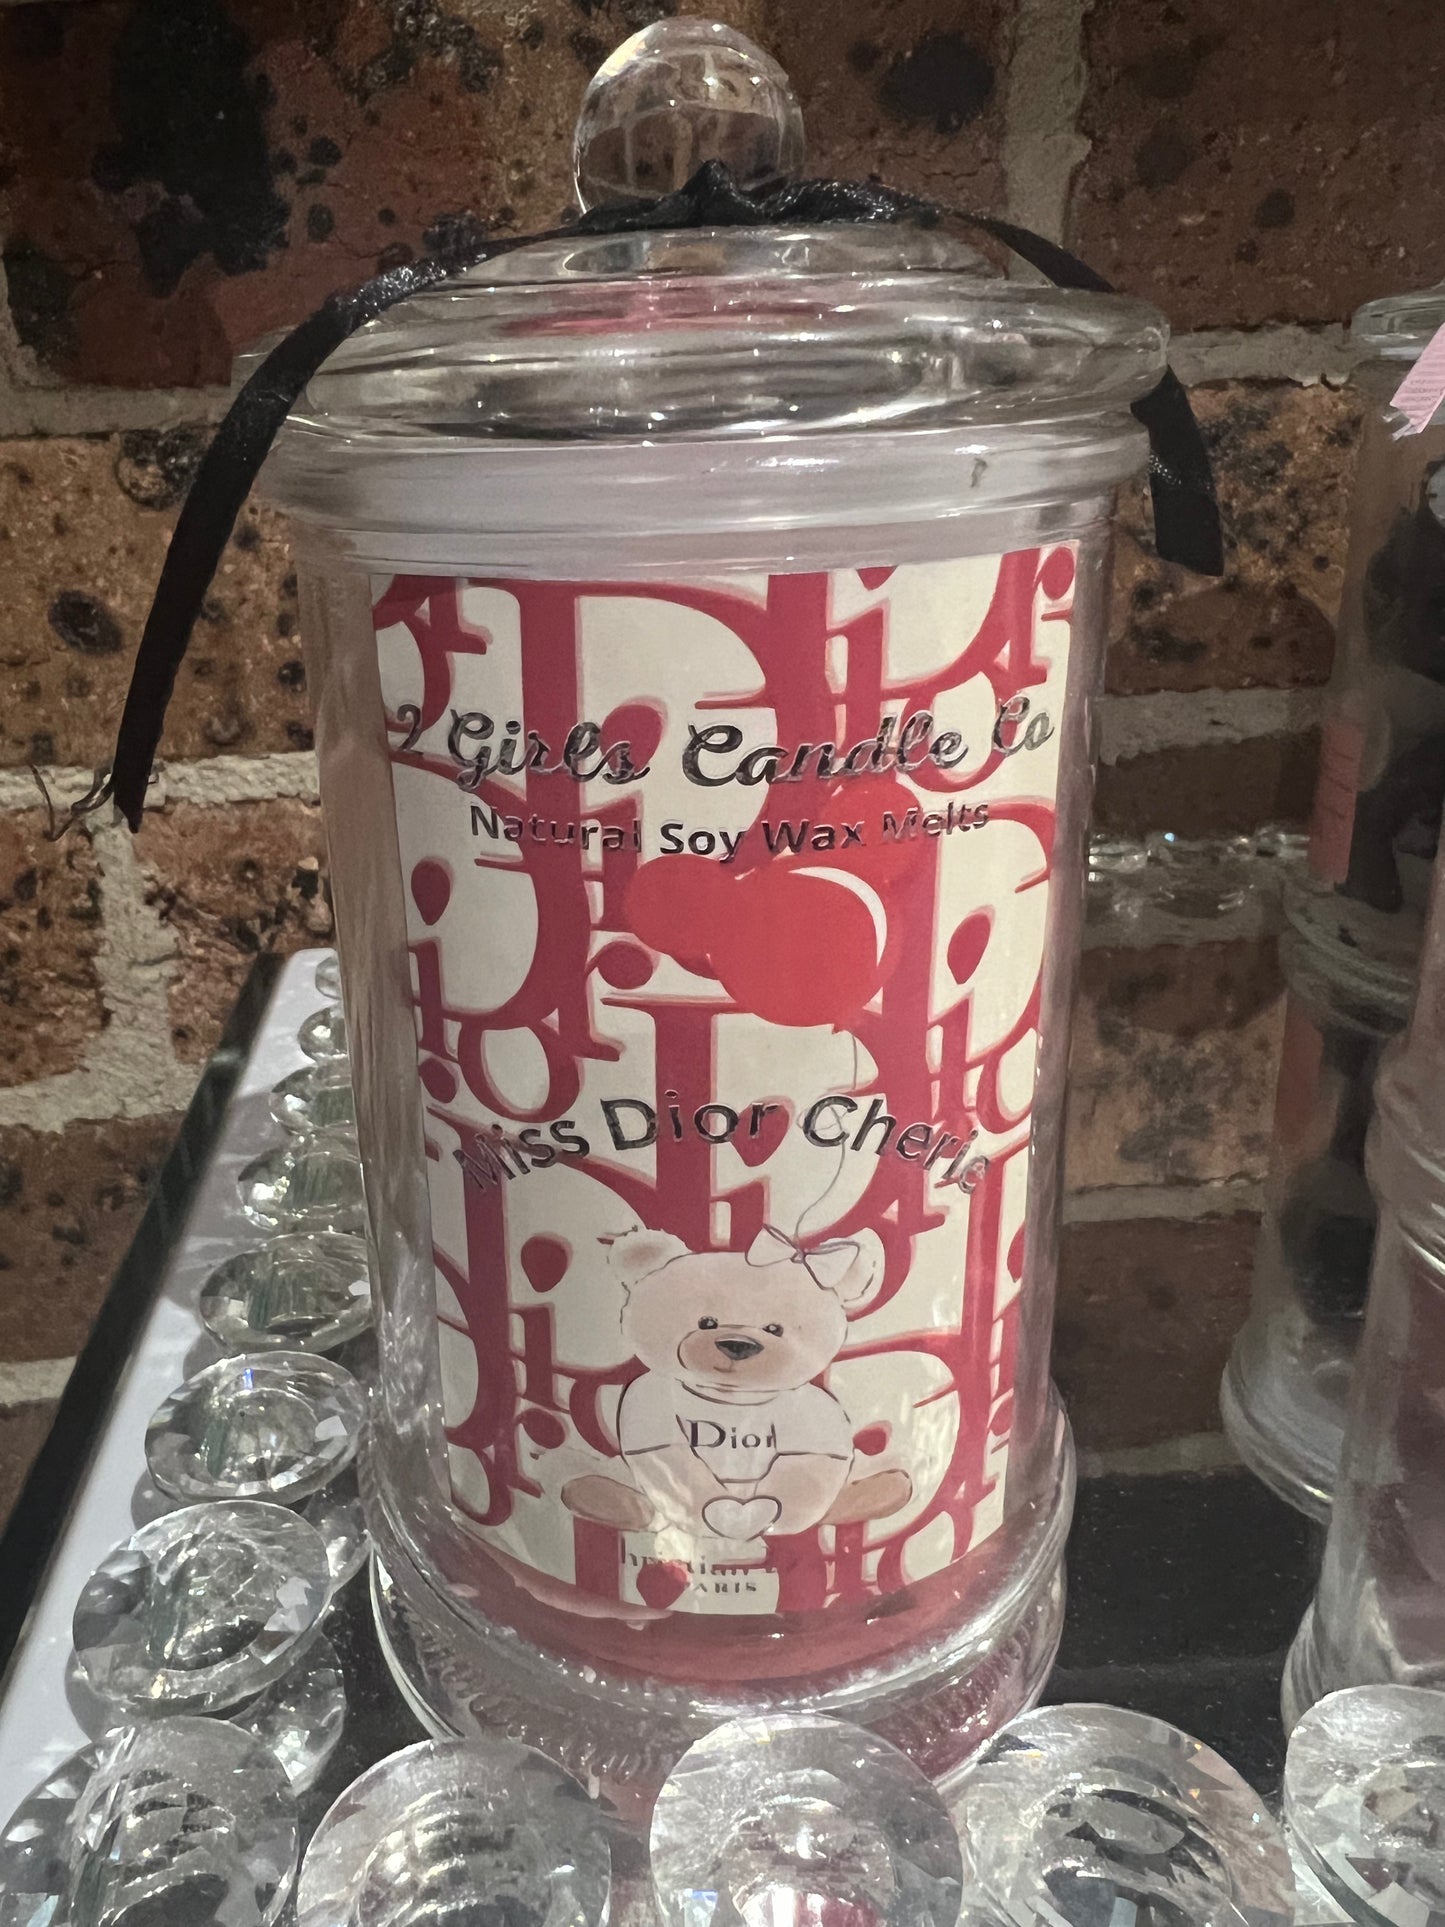 2 Girls Candle Co
Natural Soy Wax Melts
Miss Dior Cherie
Dior